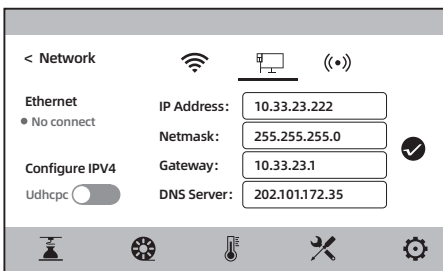 < Network
Ethernet
No connect
Configure IPV4
Udhcpc
IP Address: 10.33.23.222
Netmask: 255.255.255.0
Gateway: 10.33.23.1
DNS Server: 202.101.172.35